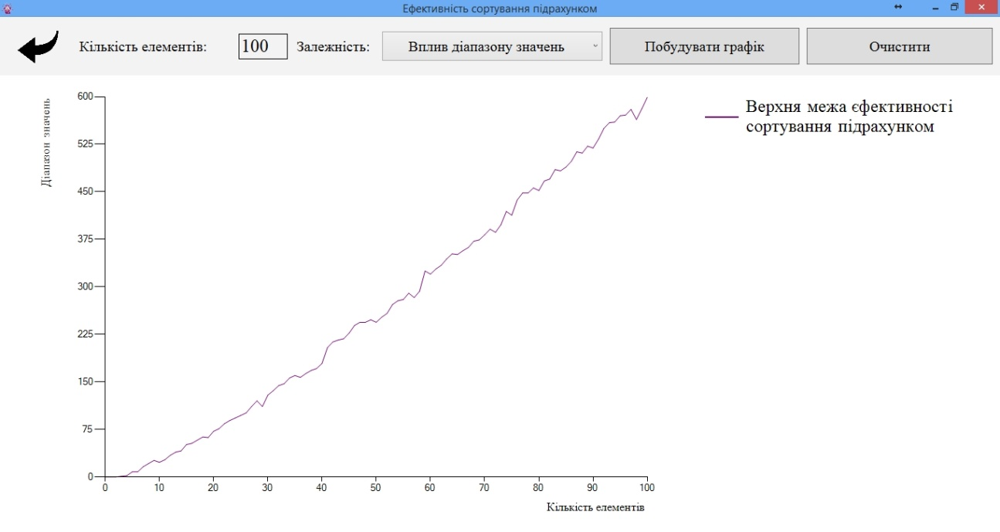 Ефективність сортування підрахунком
Кількість елементів:
100
Залежність:
Вплив діапазону значень
Побудувати графік
Очистити
Діапазон значень
600
525
450
375
300
225
150
75
0
0 10 20 30 40 50 60 70 80 90 100
Кількість елементів
Верхня межа єфективності
сортування підрахунком